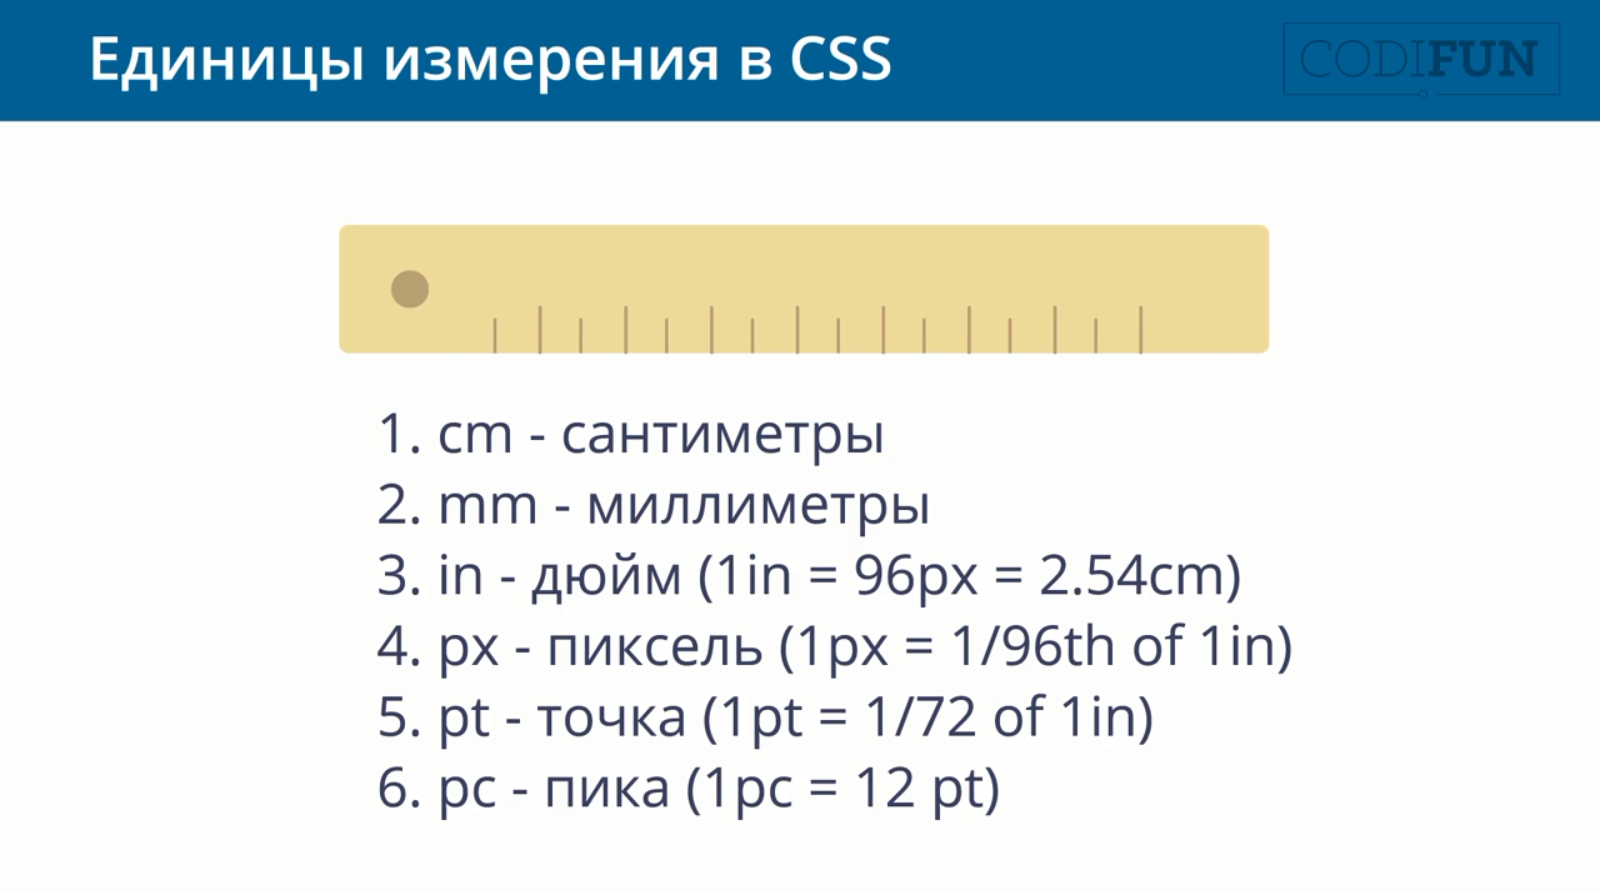 Единицы измерения в CSS
CODIFUN
1. cm - сантиметры
2. mm - миллиметры
3. in - дюйм (1in = 96px = 2.54cm)
4. px - пиксель (1px = 1/96th of 1in)
5. pt - точка (1pt = 1/72 of 1in)
6. pc - пика (1pc = 12 pt)